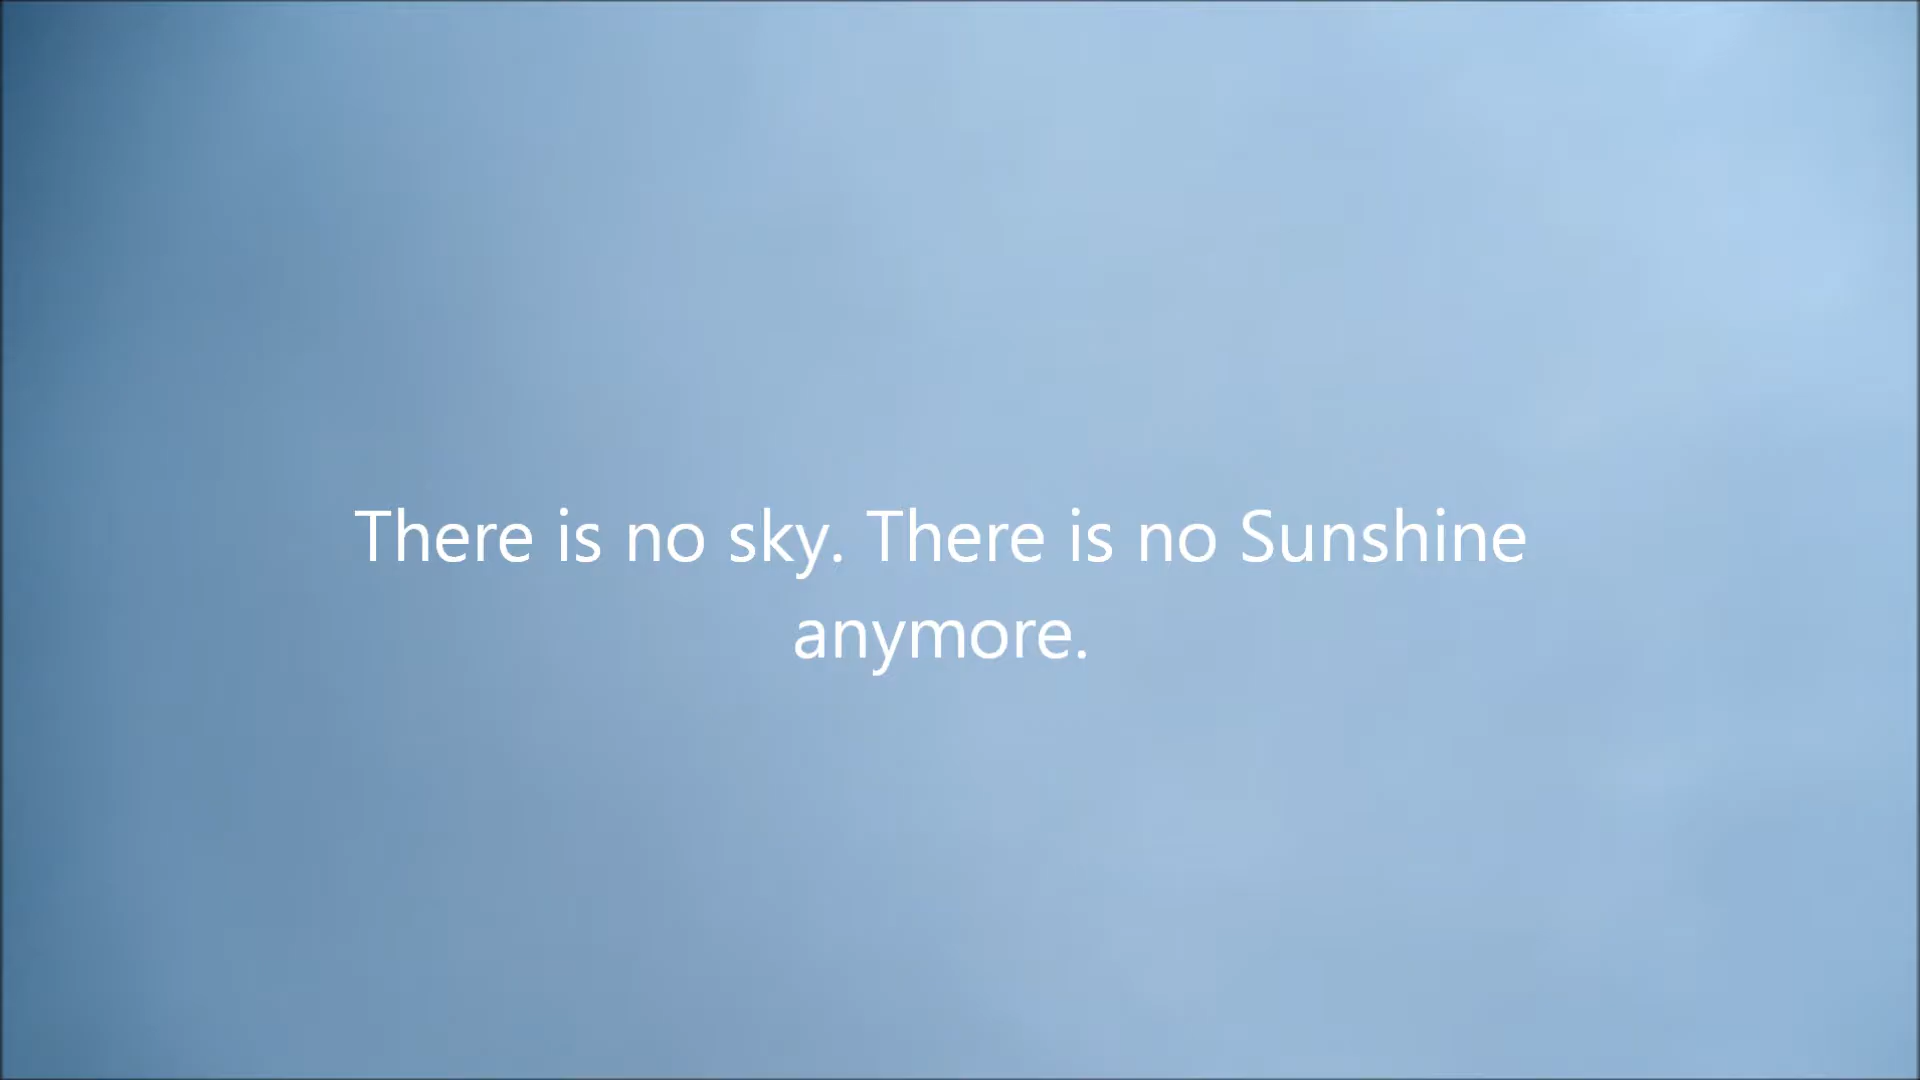 There is no sky. There is no Sunshine
anymore.